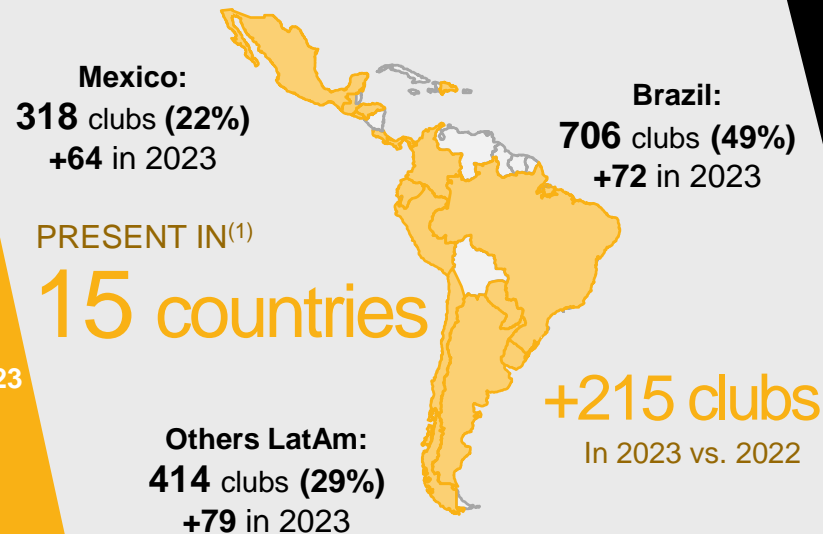 Mexico:
318 clubs (22%)
+64 in 2023
Brazil:
706 clubs (49%)
+72 in 2023
PRESENT IN(1)
15 countries
23
+215 clubs
In 2023 vs. 2022
Others LatAm:
414 clubs (29%)
+79 in 2023